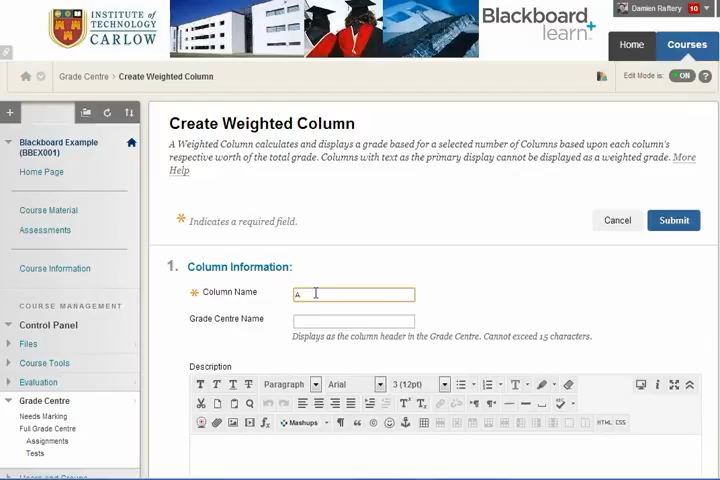 INSTITUTE of
TECHNOLOGY
CARLOW
Blackboard
learn+
Damien Raftery 10
Home Courses
Grade Centre > Create Weighted Column
Edit Mode is: ON ?
Blackboard Example
(BBEX001)
Home Page
Course Material
Assessments
Course Information
COURSE MANAGEMENT
Control Panel
Files
Course Tools
Evaluation
Grade Centre
Needs Marking
Full Grade Centre
Assignments
Tests
Users and Groups
Create Weighted Column
A Weighted Column calculates and displays a grade based for a selected number of Columns based upon each column's
respective worth of the total grade. Columns with text as the primary display cannot be displayed as a weighted grade. More
Help
* Indicates a required field.
Cancel Submit
1. Column Information:
* Column Name A
Grade Centre Name
Displays as the column header in the Grade Centre. Cannot exceed 15 characters.
Description
T T T T Paragraph Arial 3 (12pt)
Mashups HTML CSS